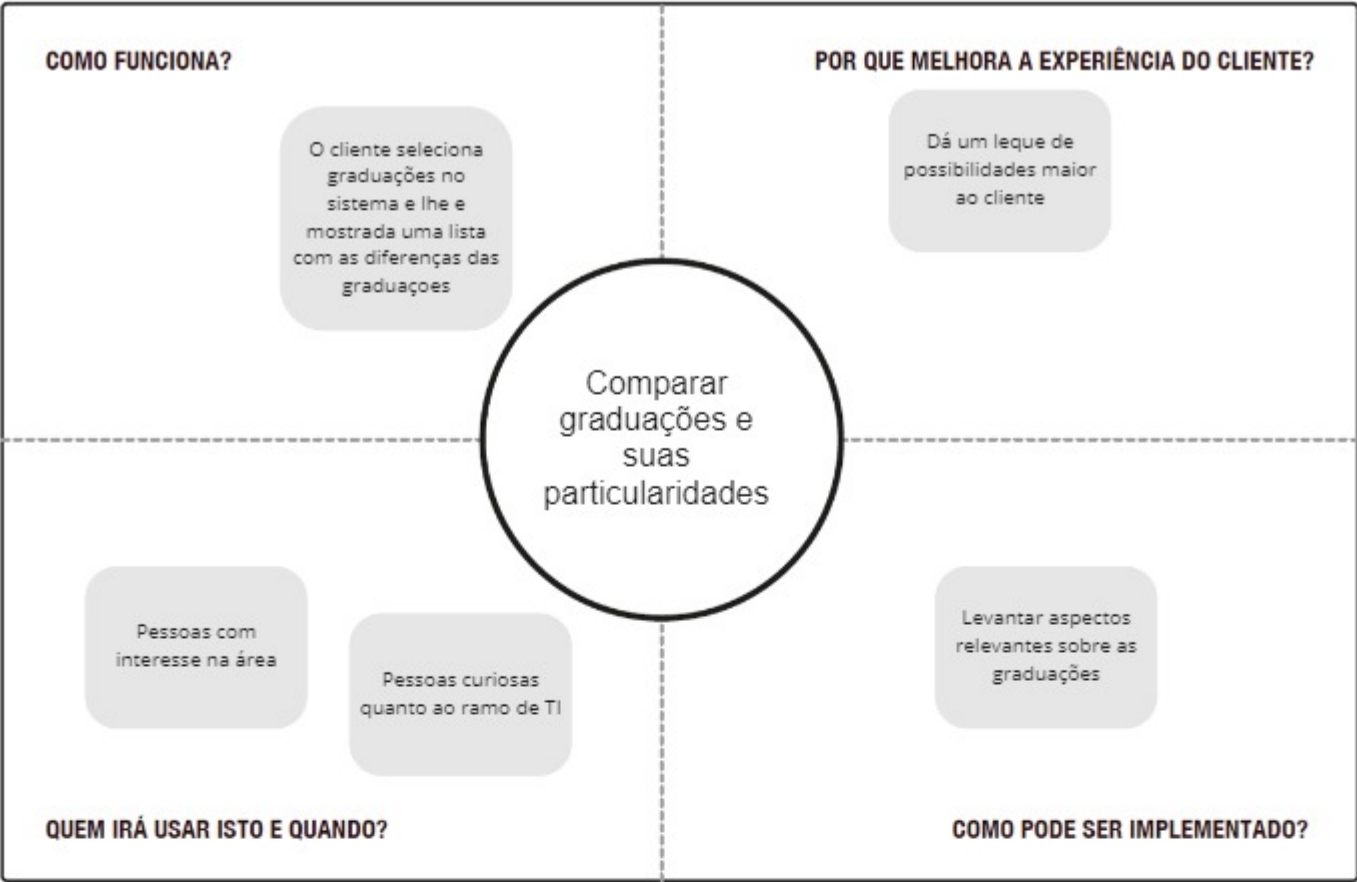 COMO FUNCIONA?
O cliente seleciona
graduações no
sistema e lhe e
mostrada uma lista
com as diferenças das
graduaçoes
POR QUE MELHORA A EXPERIÊNCIA DO CLIENTE?
Dá um leque de
possibilidades maior
ao cliente
Comparar
graduações e
suas
particularidades
Pessoas com
interesse na área
Pessoas curiosas
quanto ao ramo de TI
QUEM IRÁ USAR ISTO E QUANDO?
Levantar aspectos
relevantes sobre as
graduações
COMO PODE SER IMPLEMENTADO?